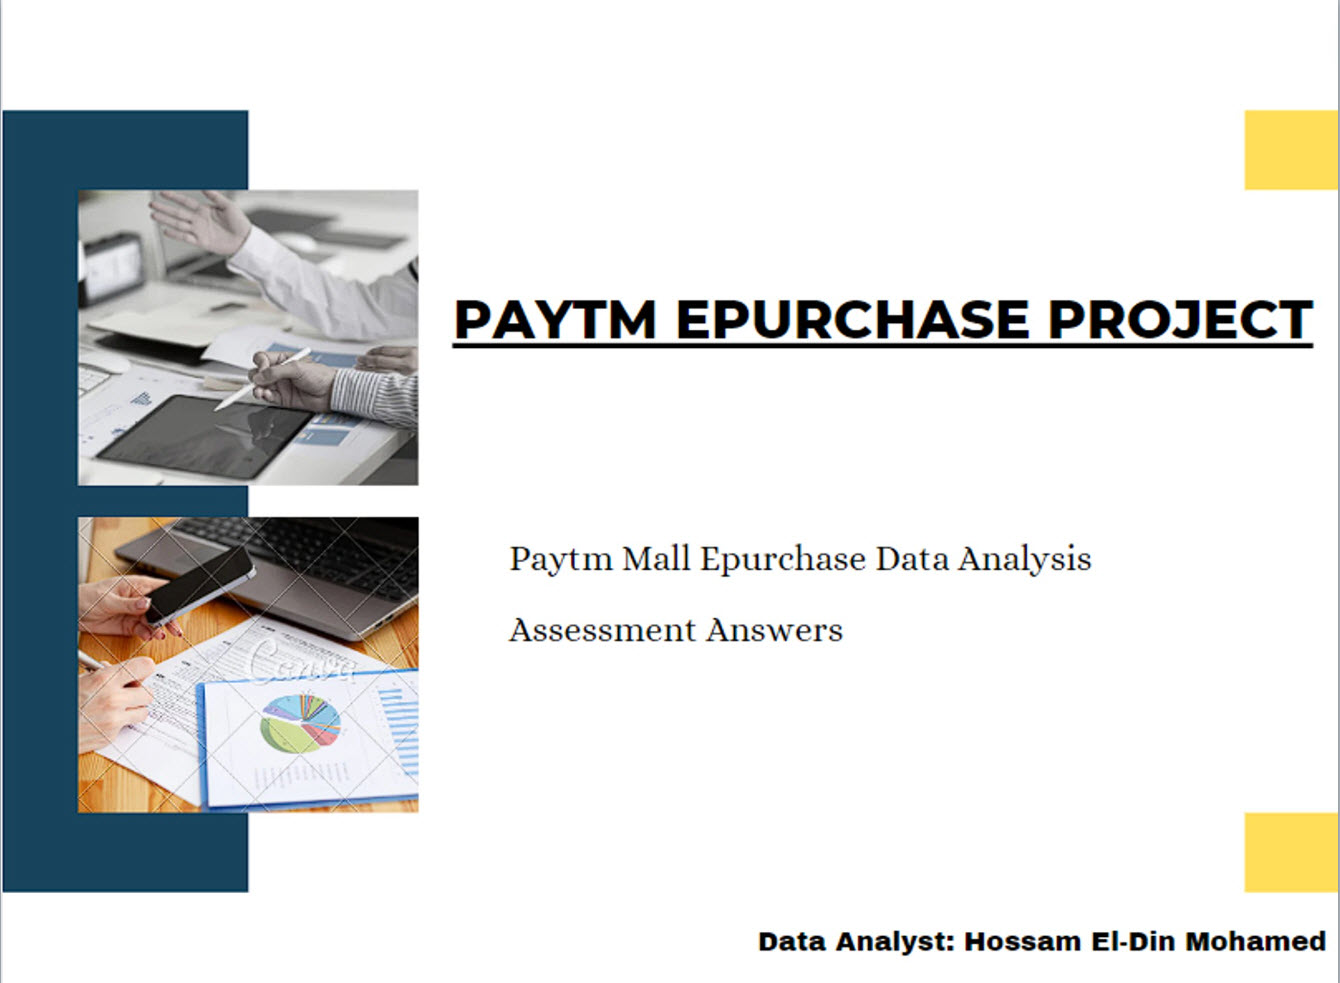 PAYTM EPURCHASE PROJECT
Paytm Mall Epurchase Data Analysis
Assessment Answers
Canva
Data Analyst: Hossam El-Din Mohamed